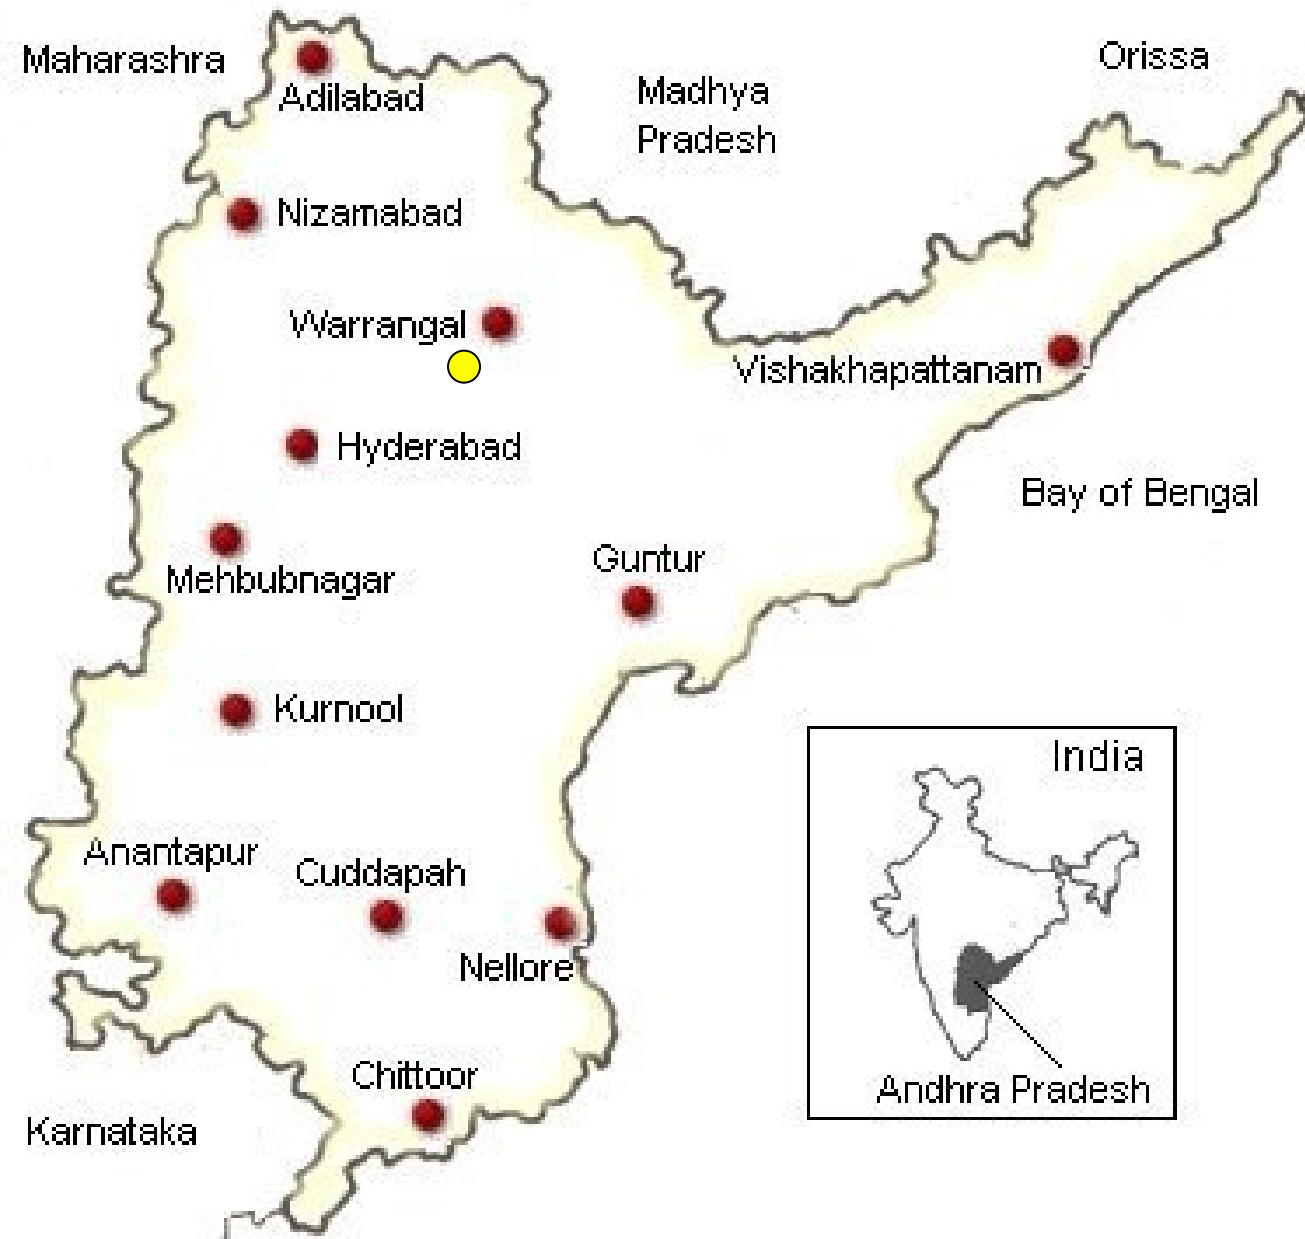 Maharashra
Orissa
Adilabad
Madhya
Pradesh
Nizamabad
Warrangal
Vishakhapattanam
Hyderabad
Bay of Bengal
Guntur
Mehbubnagar
Kurnool
India
Anantapur
Cuddapah
Nellore
Chittoor
Andhra Pradesh
Karnataka